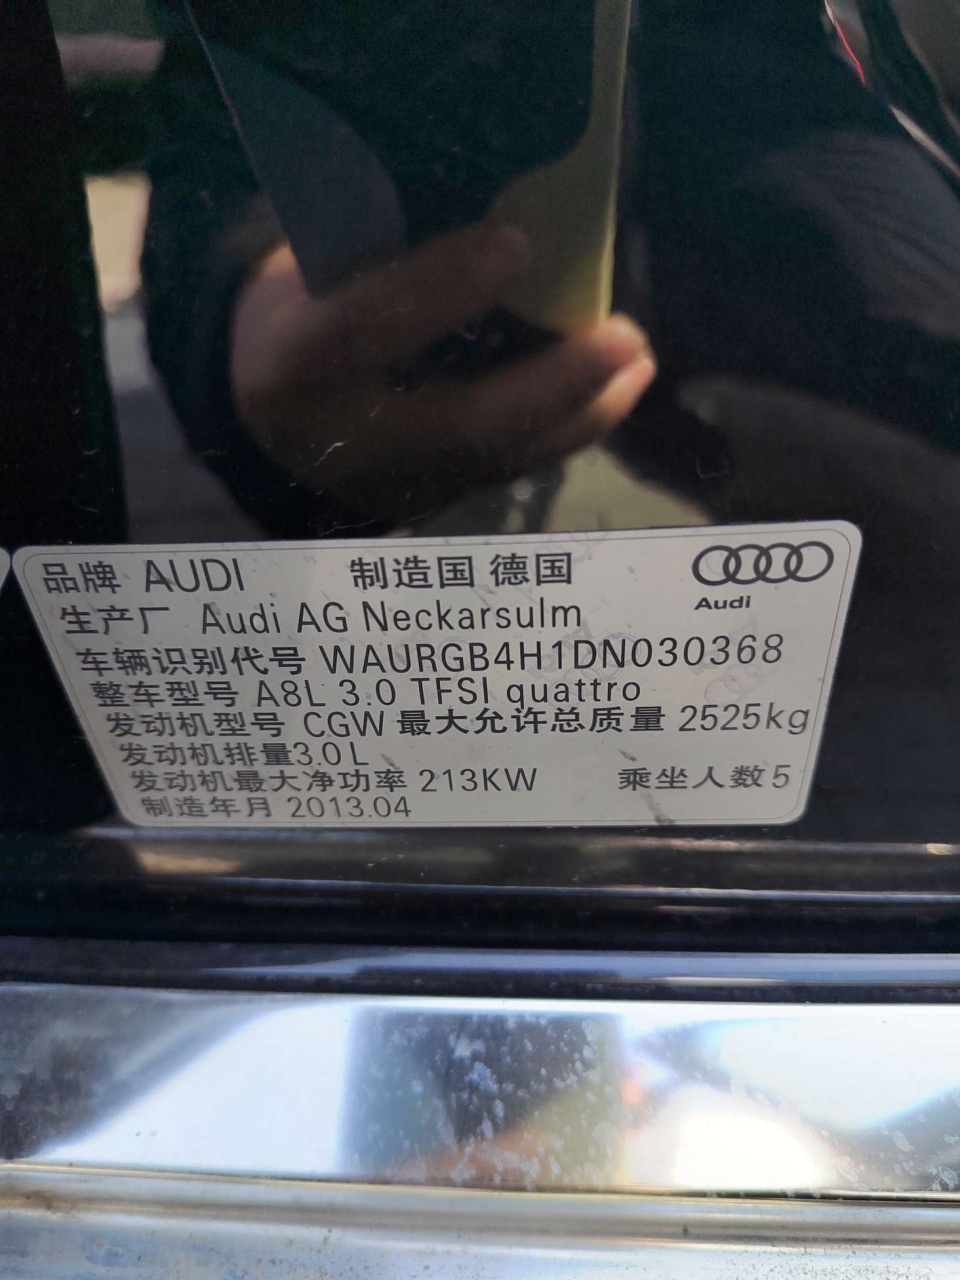 品牌 AUDI 制造国 德国
Audi
生产厂 Audi AG Neckarsulm
车辆识别代号 WAURGB4H1DN030368
整车型号 A8L 3.0 TFSI quattro
发动机型号 CGW 最大允许总质量 2525kg
发动机排量3.0L
发动机最大净功率 213KW 乘坐人数5
制造年月 2013.04